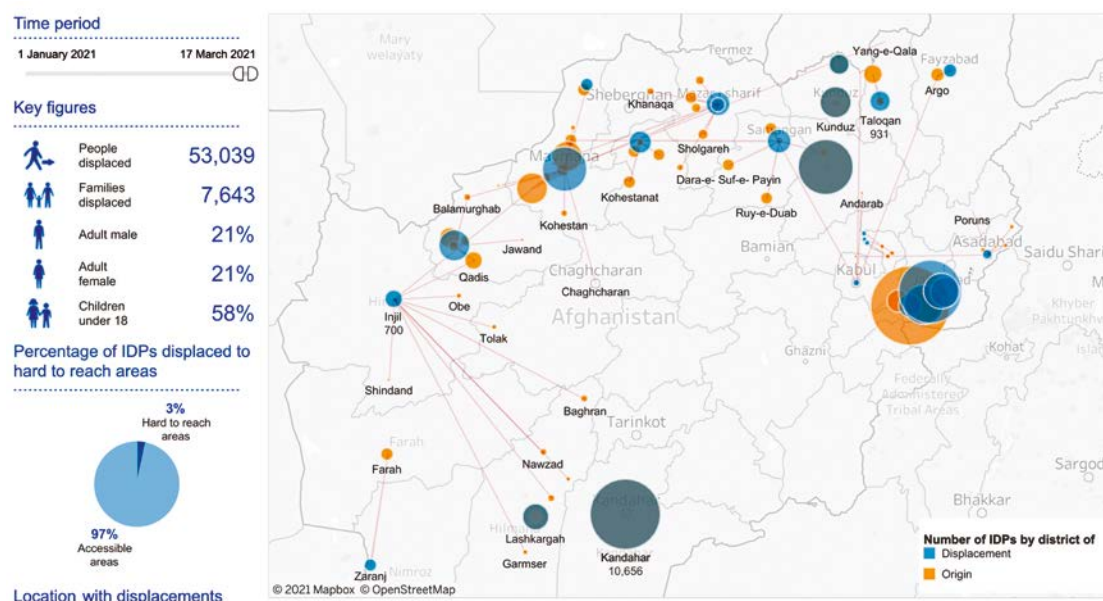 Time period
1 January 2021
17 March 2021
Key figures
People displaced
53,039
Families displaced
7,643
Adult male
21%
Adult female
21%
Children under 18
58%
Percentage of IDPs displaced to
hard to reach areas
3%
Hard to reach
areas
97%
Accessible
areas
Location with displacements
Mary
welayaty
Termez
Yang-e-Qala
Fayzabad
Argo
Sheberghan
Khanaqa
Kunduz
Taloqan
931
Sholgareh
Dara-e- Suf-e- Payin
Kohestanat
Ruy-e-Duab
Andarab
Balamurghab
Kohestan
Jawand
Qadis
Bamian
Poruns
Asadabad
Saidu Shari
Kabul
Chaghcharan
Chaghcharan
Obe
Injil
700
Tolak
Afghanistan
Khyber
Pakhtunkhw
Kohat
Ghazni
Shindand
Baghran
Tarinkot
Federally
Administered
Tribal Areas
Farah
Farah
Nawzad
Sargod
Bhakkar
Lashkargah
Garmser
Kandahar
10,656
Zaranj
Nimroz
Number of IDPs by district of
Displacement
Origin
© 2021 Mapbox © OpenStreetMap